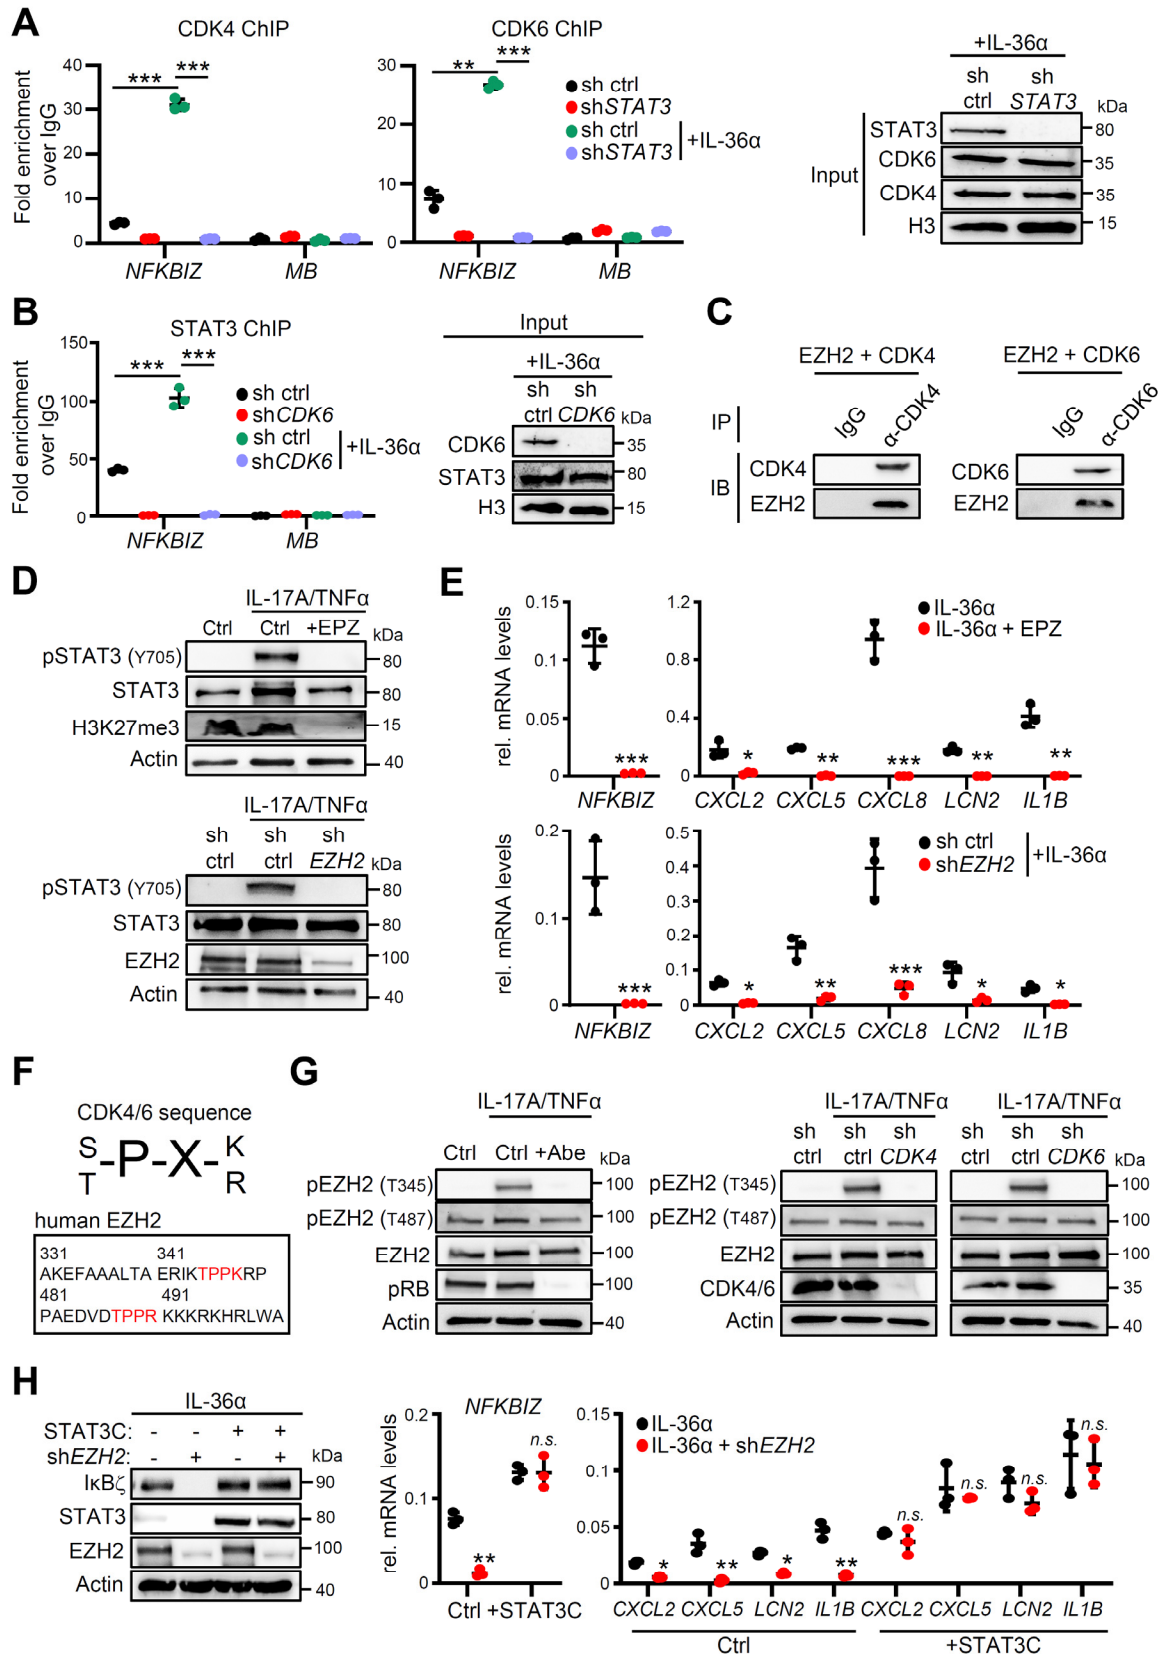 A
CDK4 ChIP
Fold enrichment
over IgG
40
30
20
10
0
***
***
NFKBIZ
MB
CDK6 ChIP
30
20
10
0
**
***
NFKBIZ
MB
sh ctrl
shSTAT3
sh ctrl
shSTAT3
+IL-36α
+IL-36α
sh
ctrl
sh
STAT3
kDa
Input
STAT3
80
CDK6
35
CDK4
35
H3
15
B
STAT3 ChIP
Fold enrichment
over IgG
150
100
50
0
***
***
NFKBIZ
MB
sh ctrl
shCDK6
sh ctrl
shCDK6
+IL-36α
Input
+IL-36α
sh
ctrl
sh
CDK6
kDa
CDK6
35
STAT3
80
H3
15
C
EZH2 + CDK4
EZH2 + CDK6
IP
IgG
α-CDK4
IgG
α-CDK6
IB
CDK4
EZH2
CDK6
EZH2
D
IL-17A/TNFα
Ctrl
Ctrl
+EPZ
kDa
pSTAT3 (Y705)
80
STAT3
80
H3K27me3
15
Actin
40
IL-17A/TNFα
sh
ctrl
sh
ctrl
sh
EZH2
kDa
pSTAT3 (Y705)
80
STAT3
80
EZH2
100
Actin
40
E
rel. mRNA levels
0.15
0.1
0.05
0
***
NFKBIZ
1.2
0.8
0.4
0
* ** *** ** **
CXCL2 CXCL5 CXCL8 LCN2 IL1B
IL-36α
IL-36α + EPZ
rel. mRNA levels
0.2
0.1
0
***
NFKBIZ
0.5
0.4
0.3
0.2
0.1
0
* ** *** * *
CXCL2 CXCL5 CXCL8 LCN2 IL1B
sh ctrl
shEZH2
+IL-36α
F
CDK4/6 sequence
S
T
-P-X-
K
R
human EZH2
331 341
AKEFAAALTA ERIKTPPKRP
481 491
PAEDVDTPPR KKKRKHRLWA
G
IL-17A/TNFα
Ctrl
Ctrl
+Abe
kDa
pEZH2 (T345)
100
pEZH2 (T487)
100
EZH2
100
pRB
100
Actin
40
IL-17A/TNFα
sh
ctrl
sh
ctrl
sh
CDK4
IL-17A/TNFα
sh
ctrl
sh
ctrl
sh
CDK6
kDa
pEZH2 (T345)
100
pEZH2 (T487)
100
EZH2
100
CDK4/6
35
Actin
40
H
IL-36α
STAT3C: - - + +
shEZH2: - + - +
kDa
IκBζ
90
STAT3
80
EZH2
100
Actin
40
NFKBIZ
rel. mRNA levels
0.2
0.1
0
**
n.s.
Ctrl +STAT3C
0.15
0.1
0.05
0
IL-36α
IL-36α + shEZH2
* ** * ** n.s. n.s. n.s. n.s.
CXCL2 CXCL5 LCN2 IL1B CXCL2 CXCL5 LCN2 IL1B
Ctrl
+STAT3C